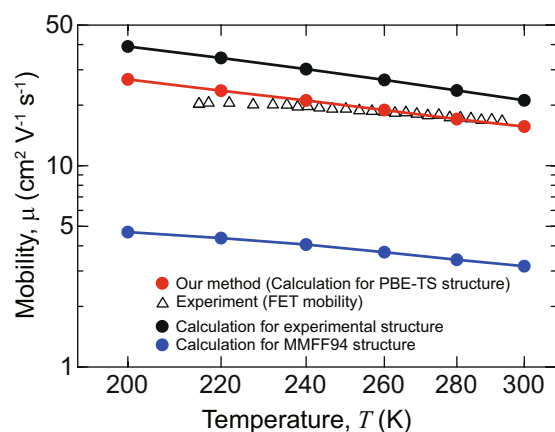 50
10
5
1
Mobility, μ (cm² V⁻¹ s⁻¹)
Our method (Calculation for PBE-TS structure)
Experiment (FET mobility)
Calculation for experimental structure
Calculation for MMFF94 structure
200 220 240 260 280 300
Temperature, T (K)